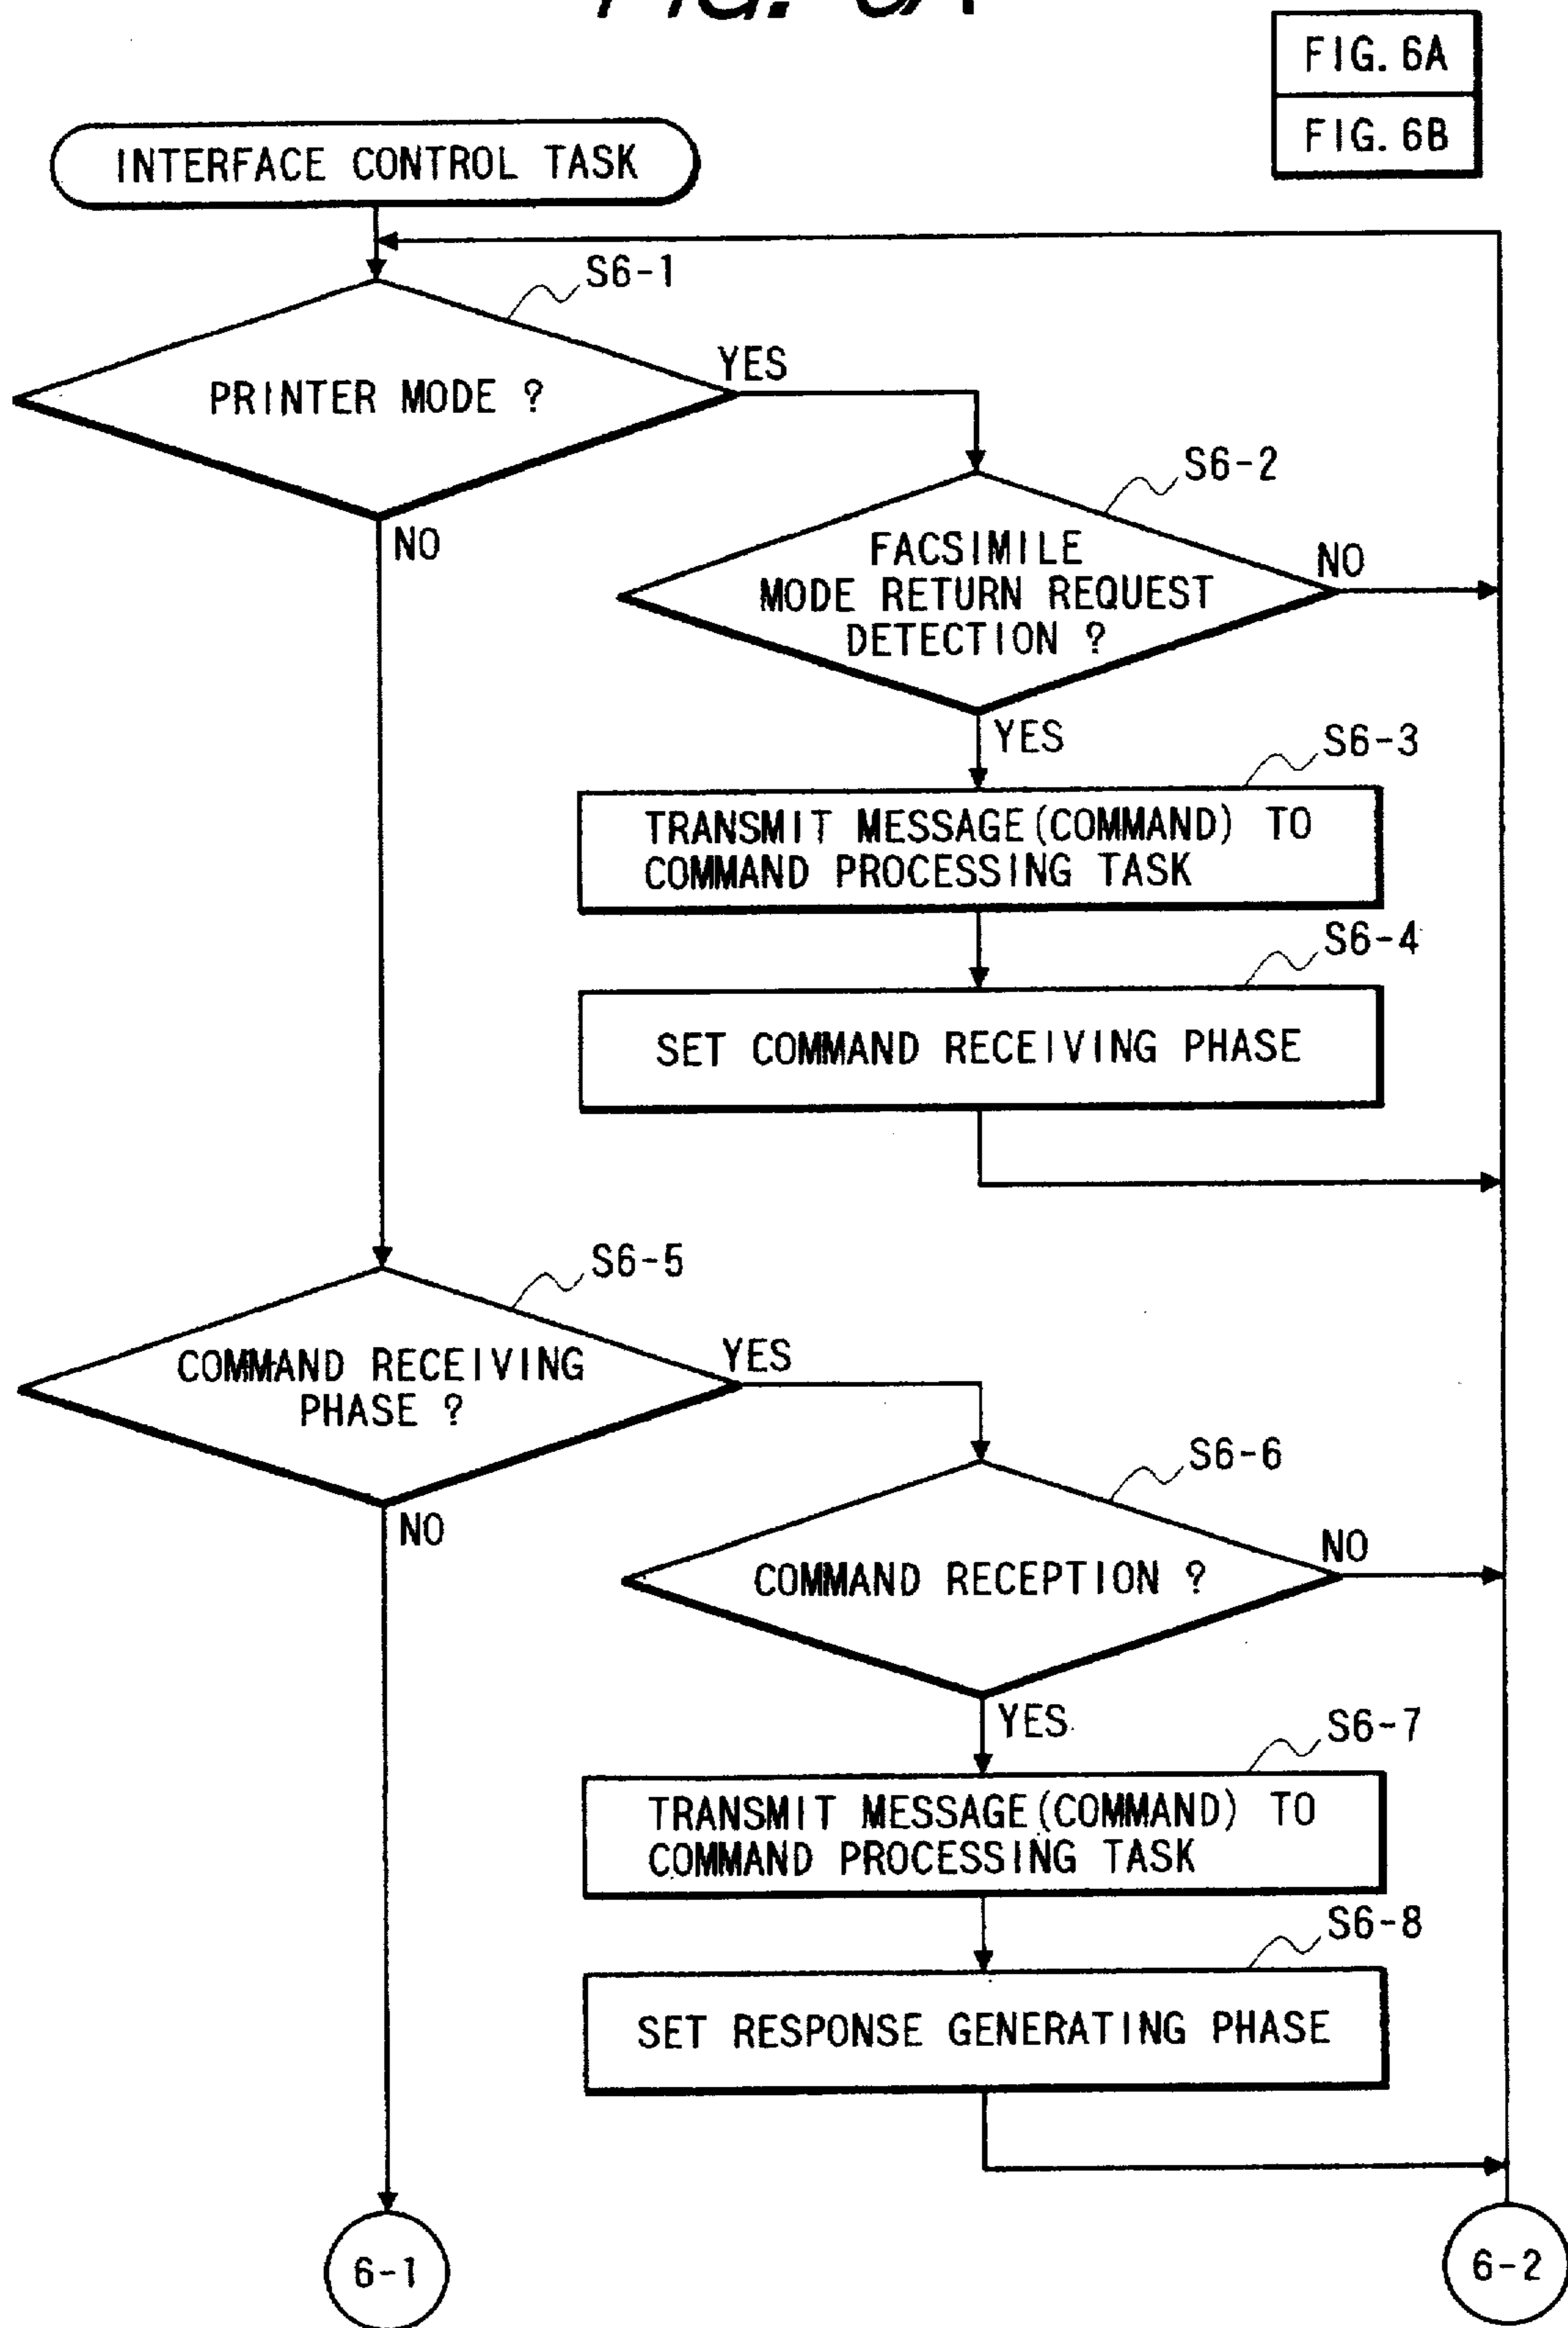 FIG. 6A
FIG. 6A
FIG. 6B
INTERFACE CONTROL TASK
S6-1
PRINTER MODE ?
YES
NO
S6-2
FACSIMILE
MODE RETURN REQUEST
DETECTION ?
NO
YES
S6-3
TRANSMIT MESSAGE(COMMAND) TO
COMMAND PROCESSING TASK
S6-4
SET COMMAND RECEIVING PHASE
S6-5
COMMAND RECEIVING
PHASE ?
YES
NO
S6-6
COMMAND RECEPTION ?
NO
YES
S6-7
TRANSMIT MESSAGE(COMMAND) TO
COMMAND PROCESSING TASK
S6-8
SET RESPONSE GENERATING PHASE
6-1
6-2